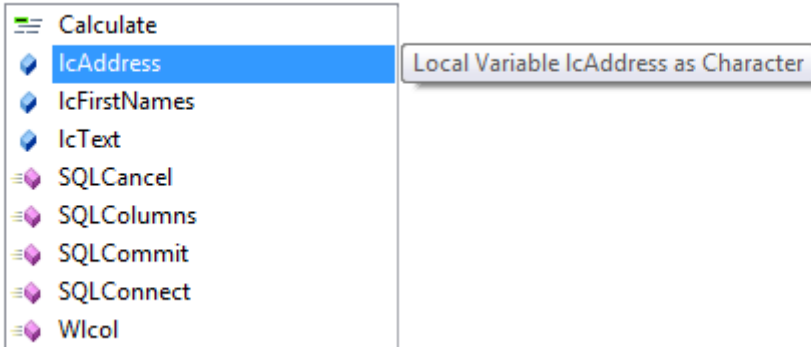 Calculate
lcAddress
Local Variable lcAddress as Character
lcFirstNames
lcText
SQLCancel
SQLColumns
SQLCommit
SQLConnect
Wlcol